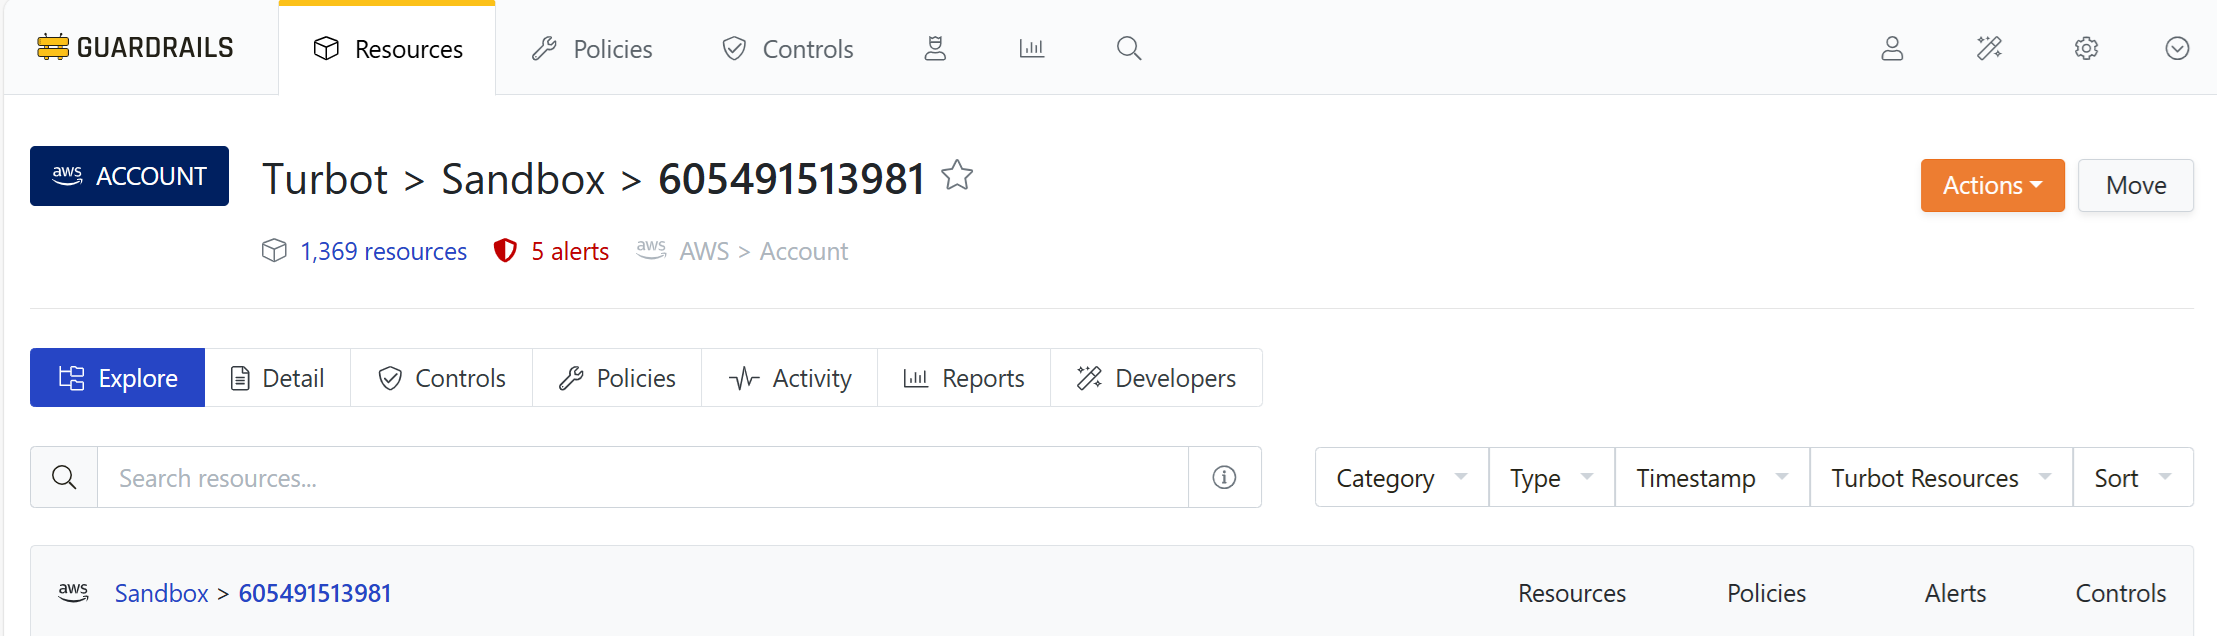 GUARDRAILS Resources Policies Controls
aws ACCOUNT Turbot > Sandbox > 605491513981 Actions Move
1,369 resources 5 alerts aws AWS > Account
Explore Detail Controls Policies Activity Reports Developers
Search resources... Category Type Timestamp Turbot Resources Sort
aws Sandbox > 605491513981 Resources Policies Alerts Controls